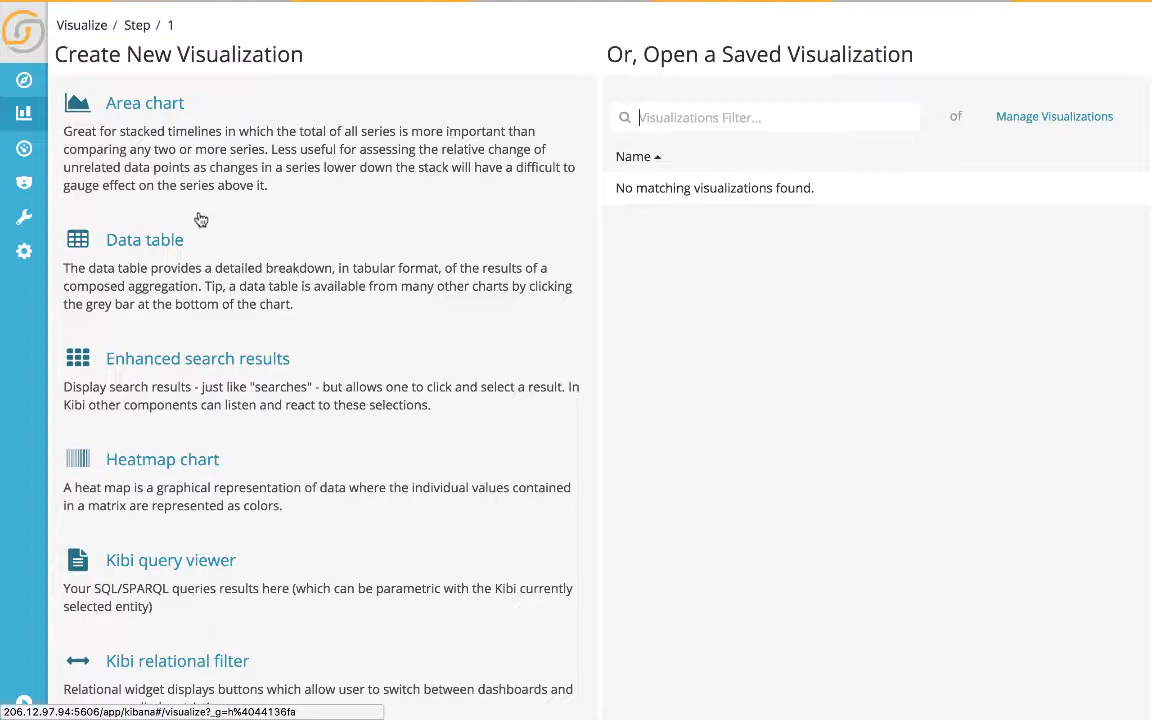 Visualize / Step / 1
Create New Visualization
Area chart
Great for stacked timelines in which the total of all series is more important than
comparing any two or more series. Less useful for assessing the relative change of
unrelated data points as changes in a series lower down the stack will have a difficult to
gauge effect on the series above it.
Data table
The data table provides a detailed breakdown, in tabular format, of the results of a
composed aggregation. Tip, a data table is available from many other charts by clicking
the grey bar at the bottom of the chart.
Enhanced search results
Display search results - just like "searches" - but allows one to click and select a result. In
Kibi other components can listen and react to these selections.
Heatmap chart
A heat map is a graphical representation of data where the individual values contained
in a matrix are represented as colors.
Kibi query viewer
Your SQL/SPARQL queries results here (which can be parametric with the Kibi currently
selected entity)
Kibi relational filter
Relational widget displays buttons which allow user to switch between dashboards and
206.12.97.94:5606/app/kibana#/visualize?_g=h%4044136fa
Or, Open a Saved Visualization
Visualizations Filter...
of
Manage Visualizations
Name
No matching visualizations found.